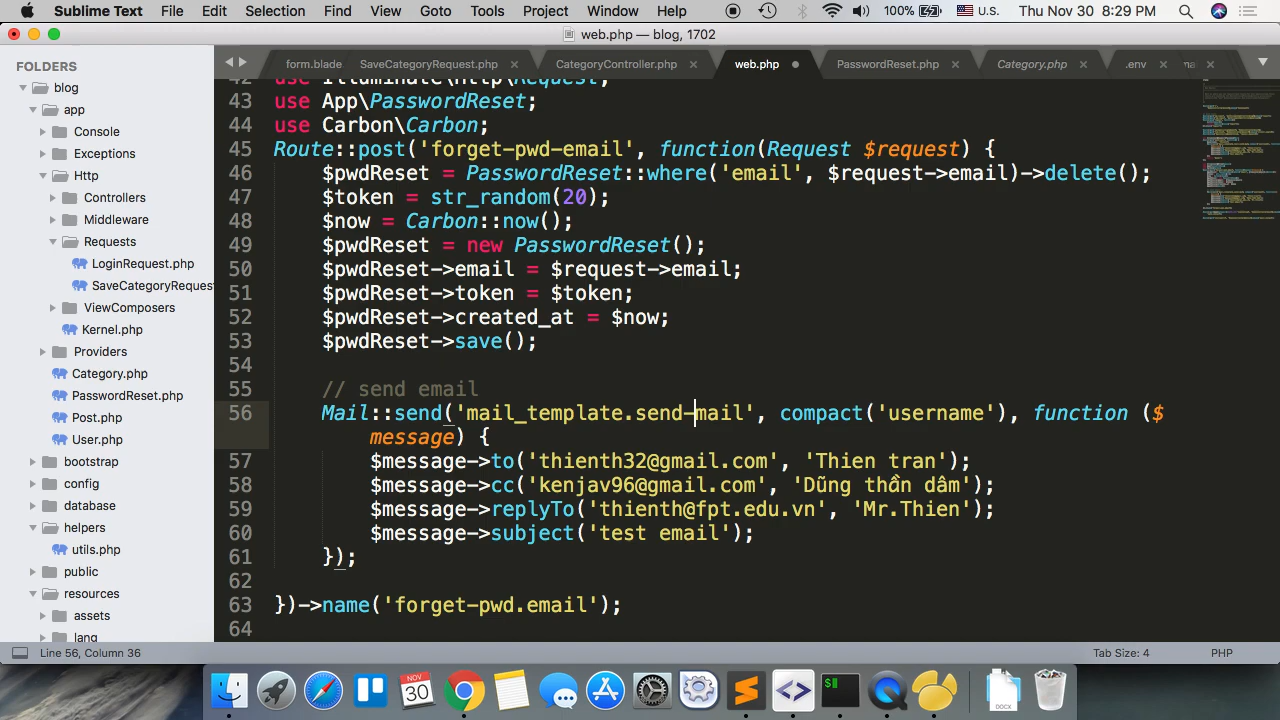 Sublime Text File Edit Selection Find View Goto Tools Project Window Help 100% U.S. Thu Nov 30 8:29 PM
web.php — blog, 1702
FOLDERS
blog
app
Console
Exceptions
Http
Controllers
Middleware
Requests
LoginRequest.php
SaveCategoryReques
ViewComposers
Kernel.php
Providers
Category.php
PasswordReset.php
Post.php
User.php
bootstrap
config
database
helpers
utils.php
public
resources
assets
lang
form.blade SaveCategoryRequest.php CategoryController.php web.php PasswordReset.php Category.php .env
42 use Illuminate\Http\Request;
43 use App\PasswordReset;
44 use Carbon\Carbon;
45 Route::post('forget-pwd-email', function(Request $request) {
46 $pwdReset = PasswordReset::where('email', $request->email)->delete();
47 $token = str_random(20);
48 $now = Carbon::now();
49 $pwdReset = new PasswordReset();
50 $pwdReset->email = $request->email;
51 $pwdReset->token = $token;
52 $pwdReset->created_at = $now;
53 $pwdReset->save();
54
55 // send email
56 Mail::send('mail_template.send-mail', compact('username'), function ($
message) {
57 $message->to('thienth32@gmail.com', 'Thien tran');
58 $message->cc('kenjav96@gmail.com', 'Dũng thần dâm');
59 $message->replyTo('thienth@fpt.edu.vn', 'Mr.Thien');
60 $message->subject('test email');
61 });
62
63 })->name('forget-pwd.email');
64
Line 56, Column 36 Tab Size: 4 PHP
NOV
30
DOCX